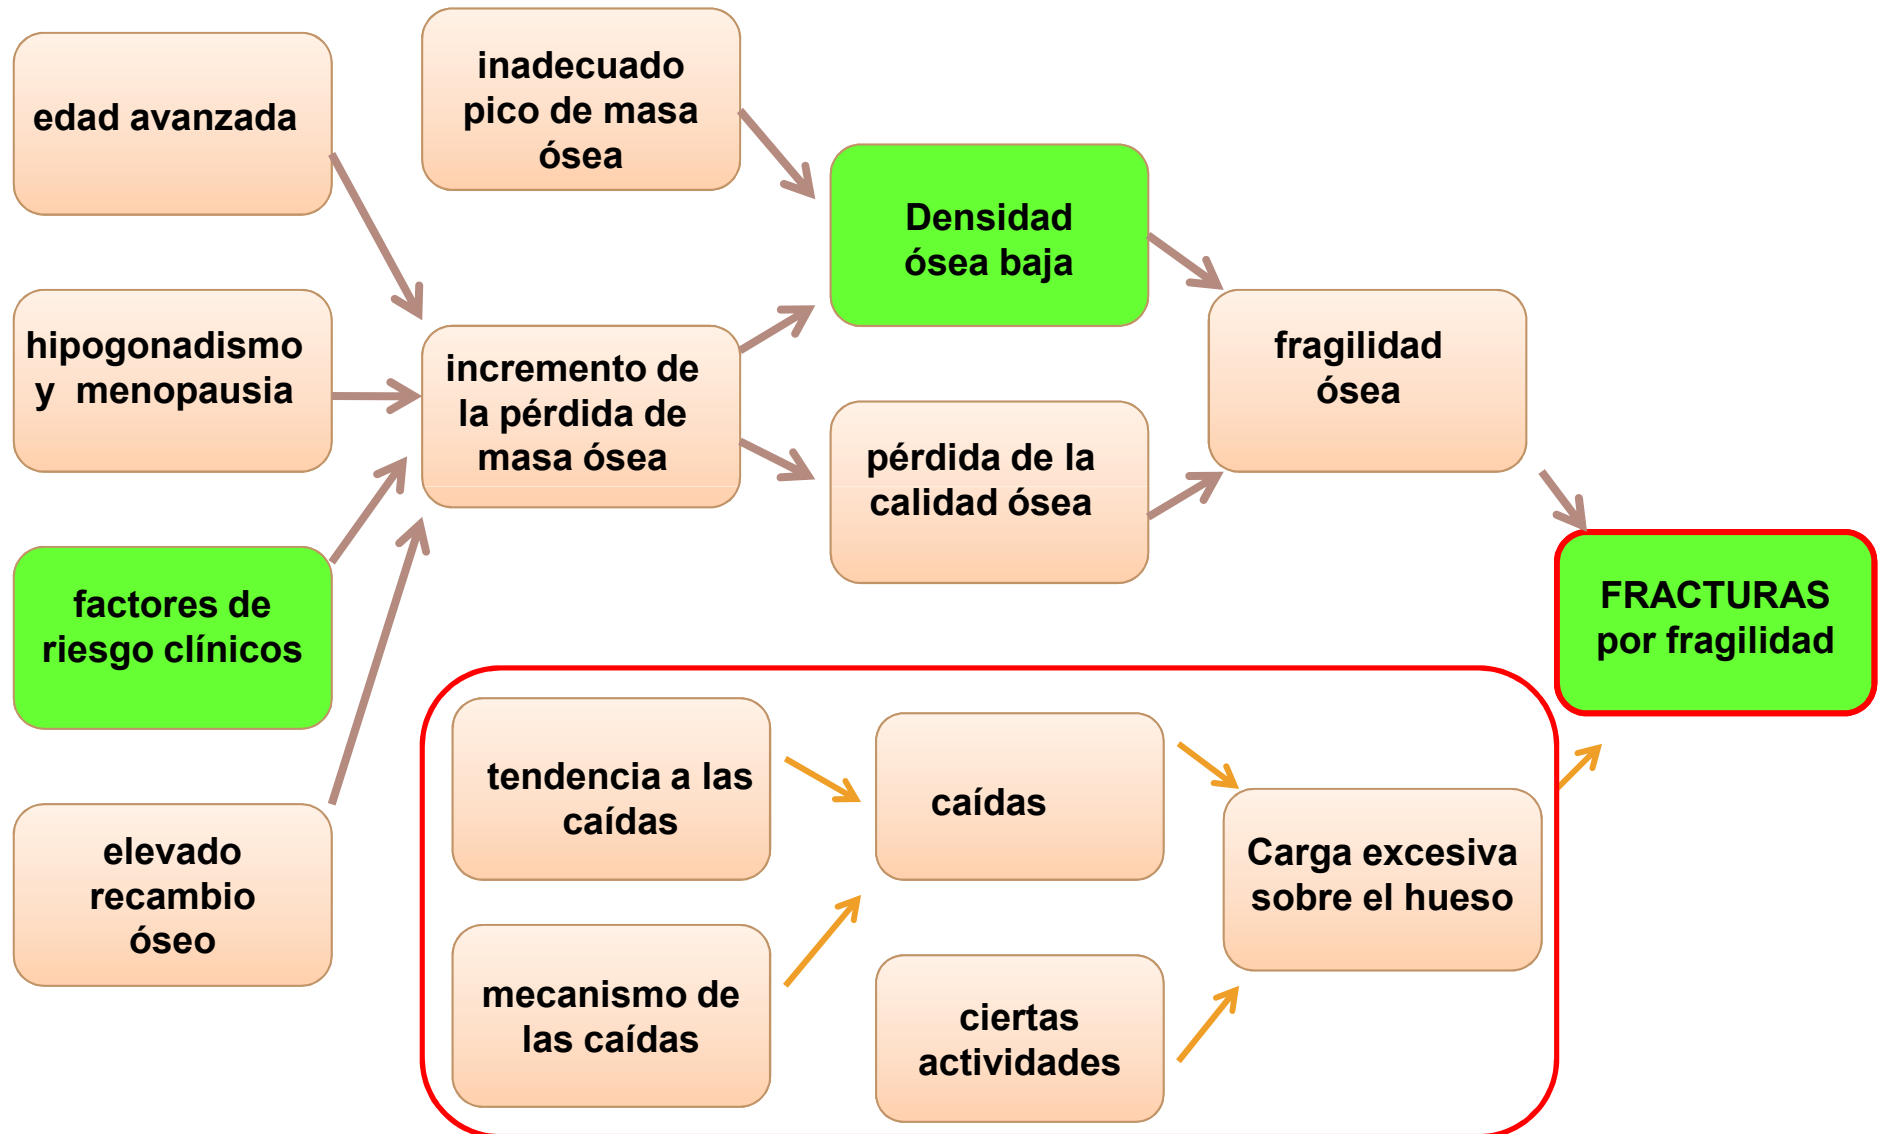 edad avanzada
inadecuado
pico de masa
ósea
Densidad
ósea baja
hipogonadismo
y menopausia
incremento de
la pérdida de
masa ósea
fragilidad
ósea
pérdida de la
calidad ósea
factores de
riesgo clínicos
FRACTURAS
por fragilidad
elevado
recambio
óseo
tendencia a las
caídas
caídas
Carga excesiva
sobre el hueso
mecanismo de
las caídas
ciertas
actividades